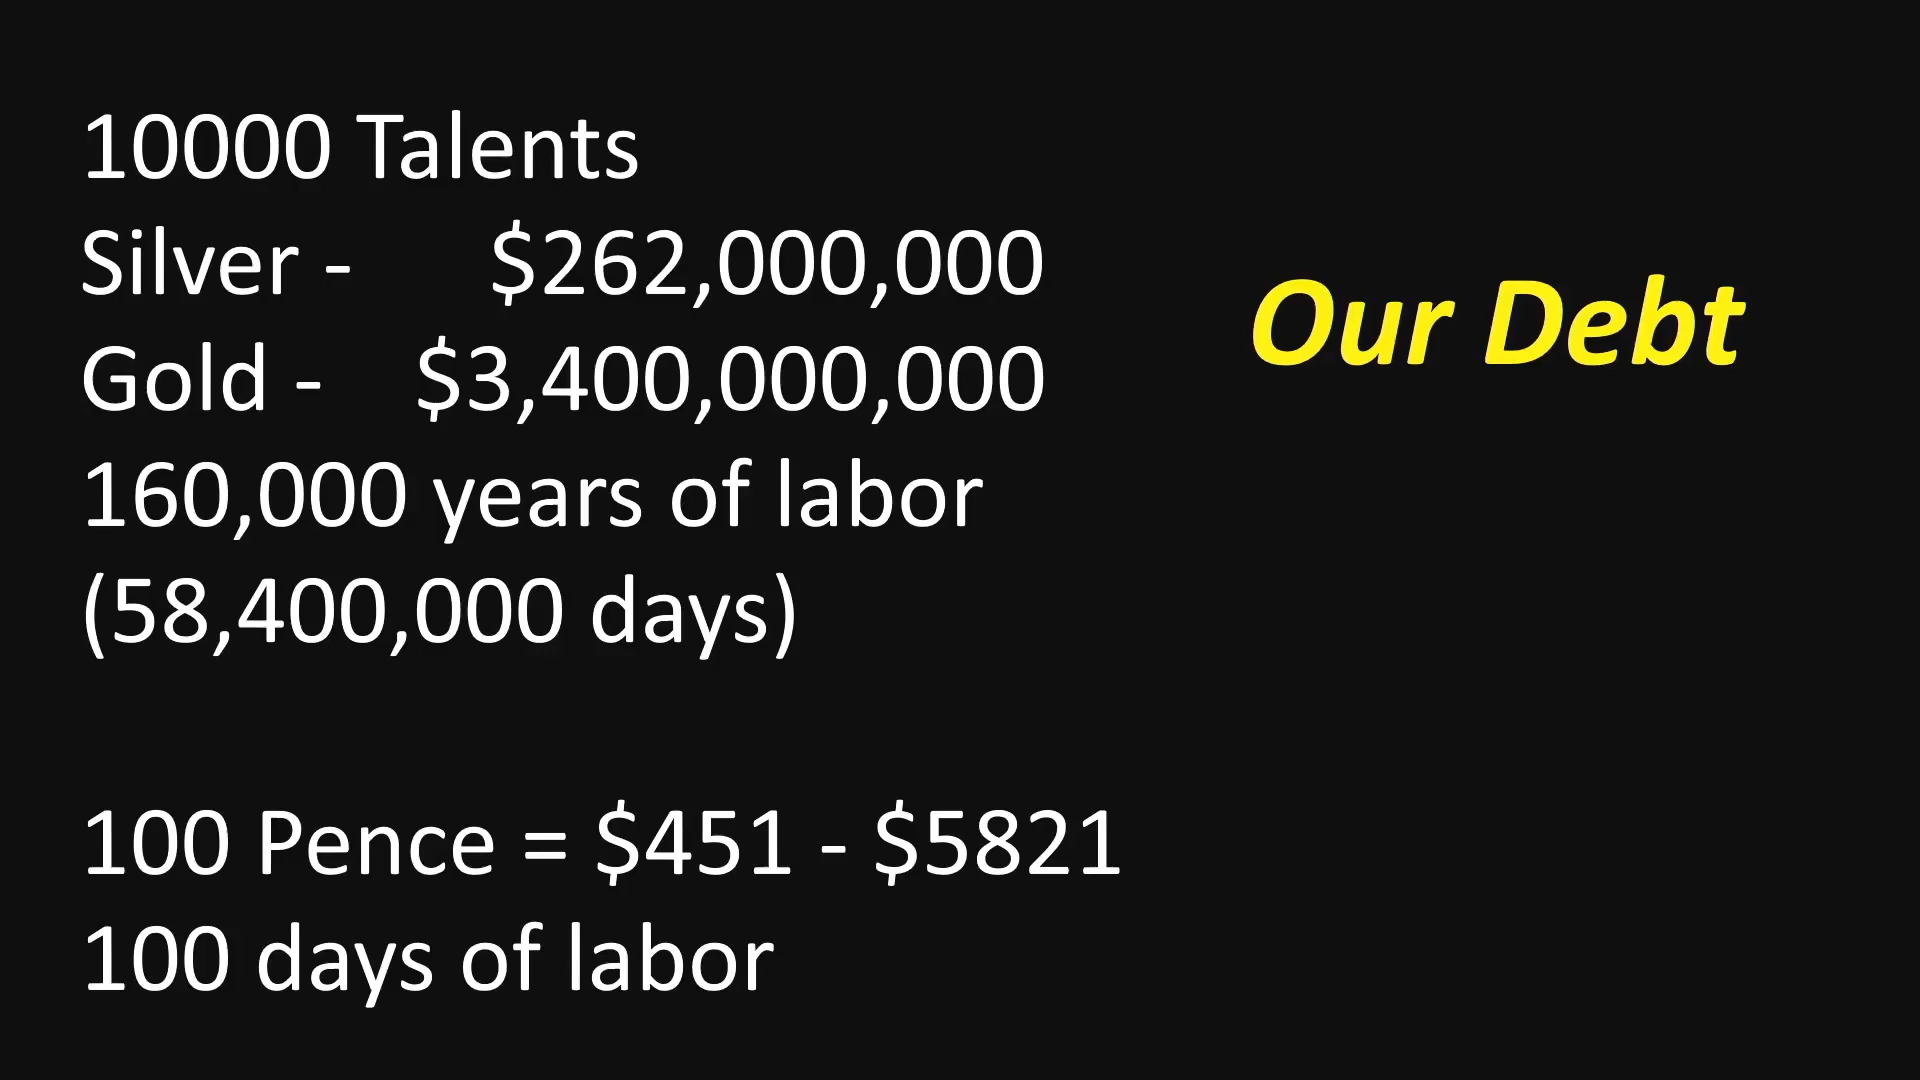 10000 Talents
Silver - $262,000,000
Gold - $3,400,000,000
160,000 years of labor
(58,400,000 days)
100 Pence = $451 - $5821
100 days of labor
Our Debt